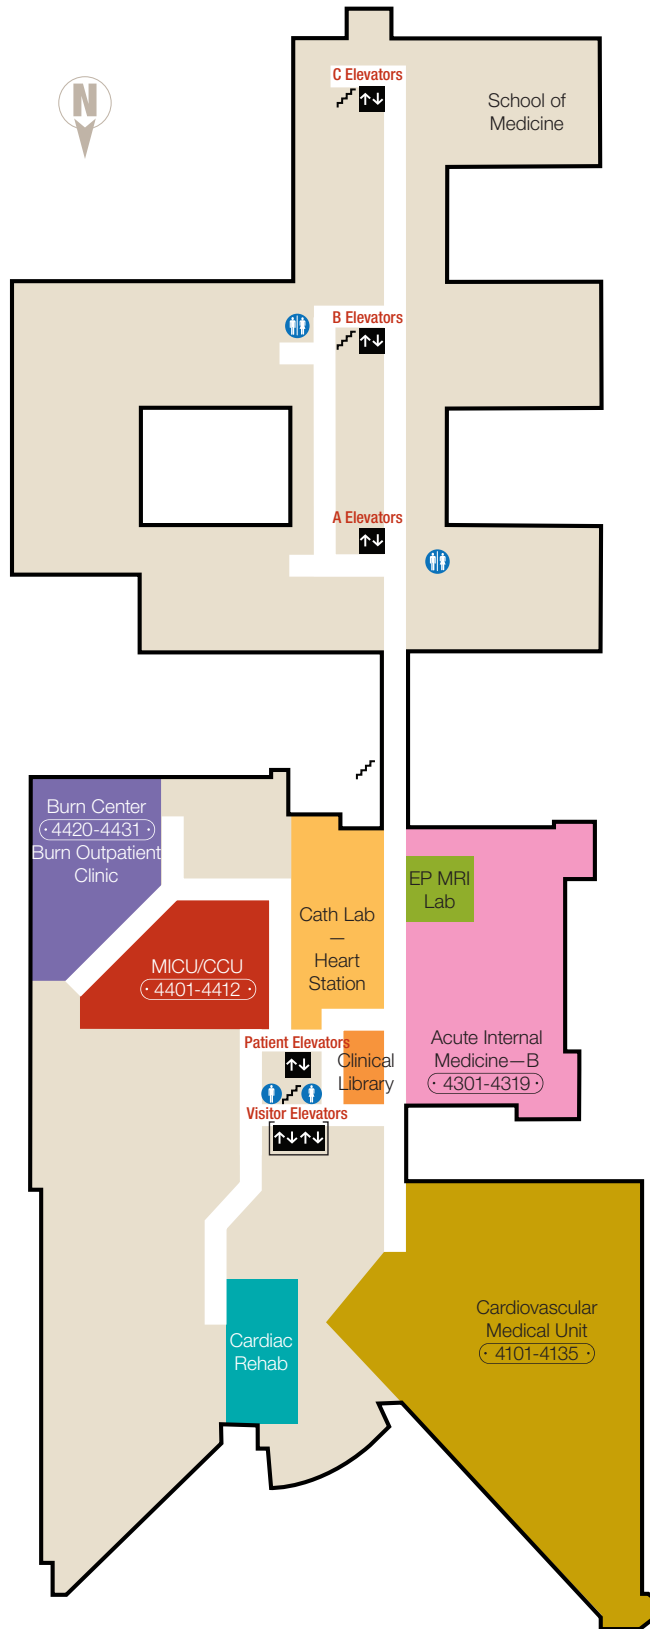 C Elevators
N
School of
Medicine
B Elevators
A Elevators
Burn Center
· 4420-4431 ·
Burn Outpatient
Clinic
EP MRI
Lab
Cath Lab
—
Heart
Station
MICU/CCU
· 4401-4412 ·
Acute Internal
Medicine—B
· 4301-4319 ·
Patient Elevators
Clinical
Library
Visitor Elevators
Cardiovascular
Medical Unit
· 4101-4135 ·
Cardiac
Rehab